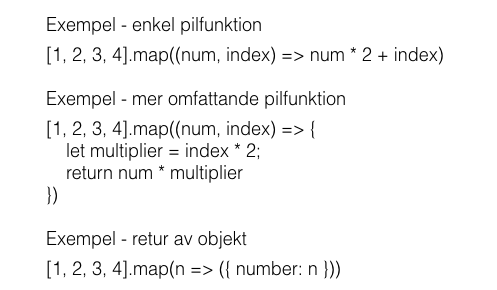 Exempel - enkel pilfunktion
[1, 2, 3, 4].map((num, index) => num * 2 + index)
Exempel - mer omfattande pilfunktion
[1, 2, 3, 4].map((num, index) => {
let multiplier = index * 2;
return num * multiplier
})
Exempel - retur av objekt
[1, 2, 3, 4].map(n => ({ number: n }))